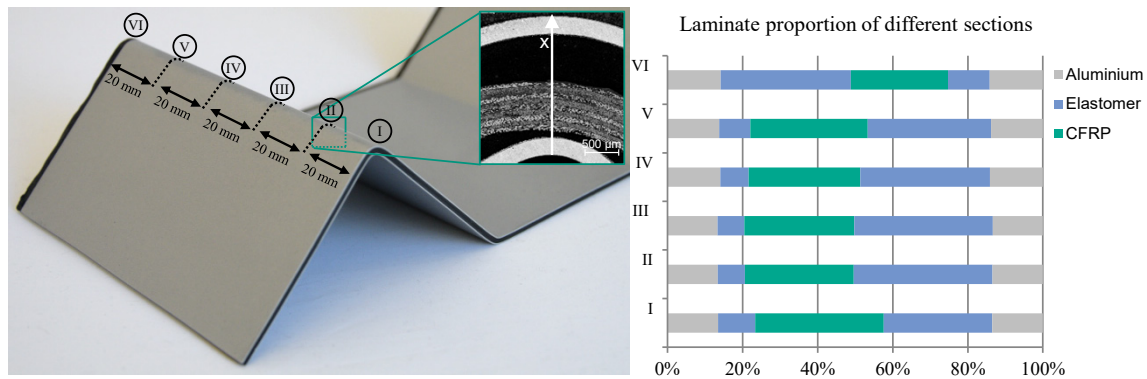 VI
V
IV
III
II
I
20 mm
20 mm
20 mm
20 mm
20 mm
X
500 µm
Laminate proportion of different sections
VI
V
IV
III
II
I
0% 20% 40% 60% 80% 100%
Aluminium
Elastomer
CFRP